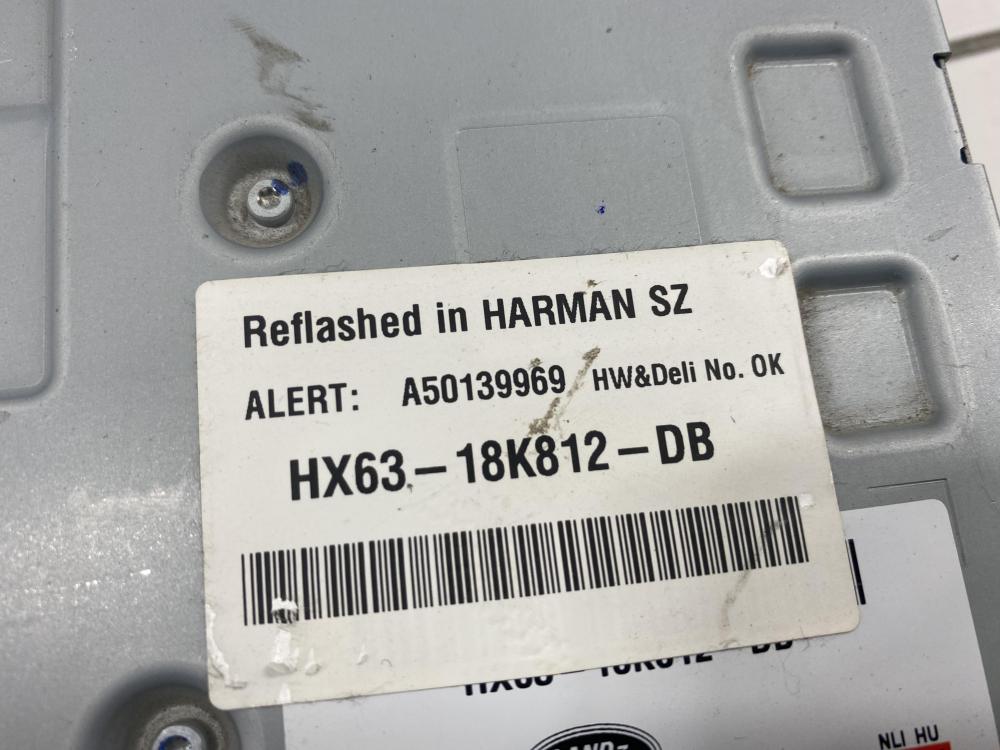 Reflashed in HARMAN SZ
ALERT: A50139969 HW&Deli No. OK
HX63-18K812-DB
NLI HU